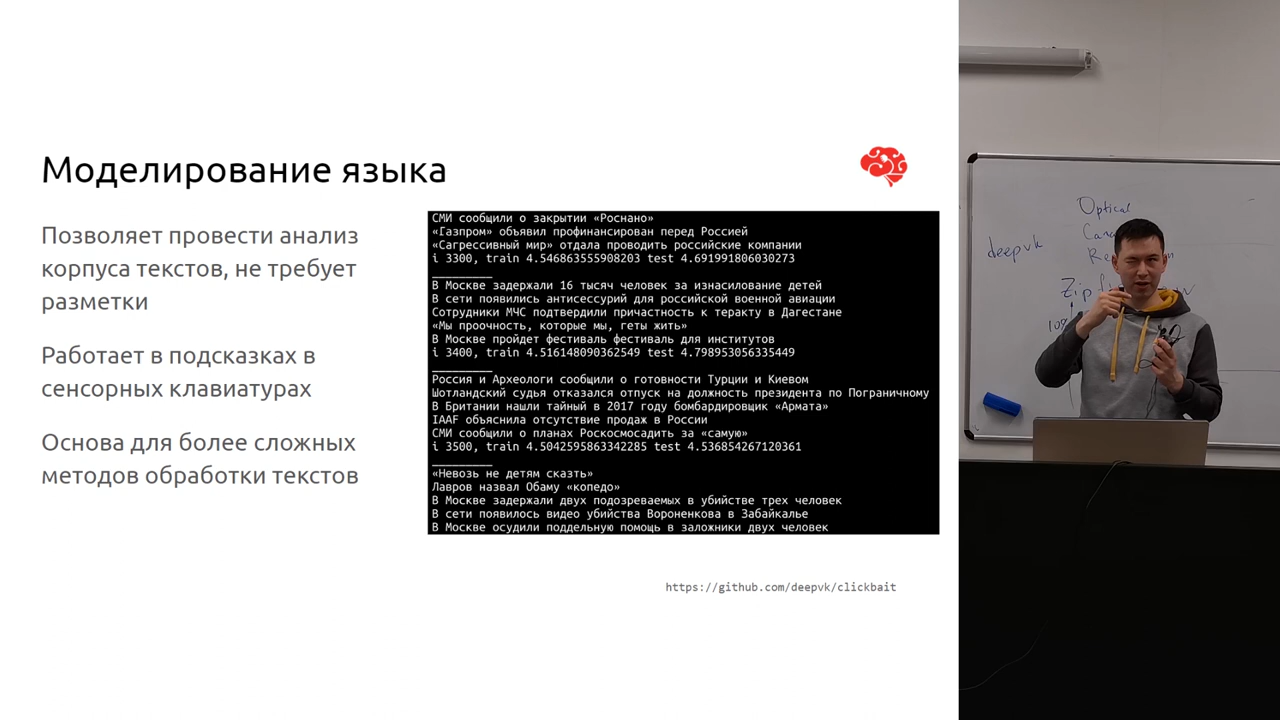 Моделирование языка
Позволяет провести анализ
корпуса текстов, не требует
разметки
Работает в подсказках в
сенсорных клавиатурах
Основа для более сложных
методов обработки текстов
СМИ сообщили о закрытии «Роснано»
«Газпром» объявил профинансирован перед Россией
«Сагрессивный мир» отдала проводить российские компании
i 3300, train 4.546863555908203 test 4.691991806030273
__________
В Москве задержали 16 тысяч человек за изнасилование детей
В сети появились антисессурий для российской военной авиации
Сотрудники МЧС подтвердили причастность к теракту в Дагестане
«Мы проочность, которые мы, геты жить»
В Москве пройдет фестиваль фестиваль для институтов
i 3400, train 4.516148090362549 test 4.798953056335449
__________
Россия и Археологи сообщили о готовности Турции и Киевом
Шотландский судья отказался отпуск на должность президента по Пограничному
В Британии нашли тайный в 2017 году бомбардировщик «Армата»
IAAF объяснила отсутствие продаж в России
СМИ сообщили о планах Роскосмосадить за «самую»
i 3500, train 4.5042595863342285 test 4.536854267120361
__________
«Невозь не детям сказть»
Лавров назвал Обаму «копедо»
В Москве задержали двух подозреваемых в убийстве трех человек
В сети появилось видео убийства Вороненкова в Забайкалье
В Москве осудили поддельную помощь в заложники двух человек
https://github.com/deepvk/clickbait
Optical
deepvk
Zipf